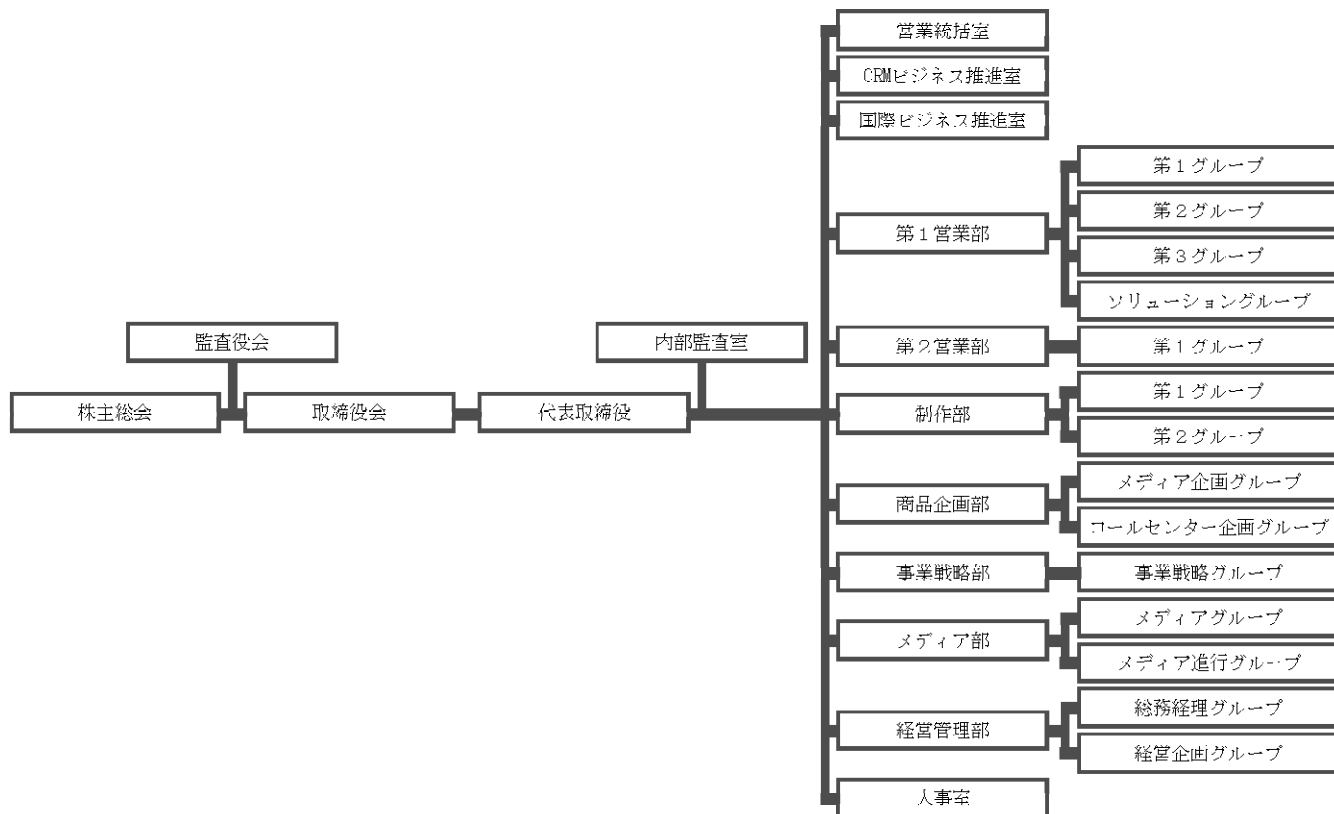 営業統括室
CRMビジネス推進室
国際ビジネス推進室
第１グループ
第２グループ
第１営業部
第３グループ
ソリューショングループ
監査役会
内部監査室
第２営業部
第１グループ
株主総会
取締役会
代表取締役
制作部
第１グループ
第２グループ
商品企画部
メディア企画グループ
コールセンター企画グループ
事業戦略部
事業戦略グループ
メディア部
メディアグループ
メディア進行グループ
経営管理部
総務経理グループ
経営企画グループ
人事室